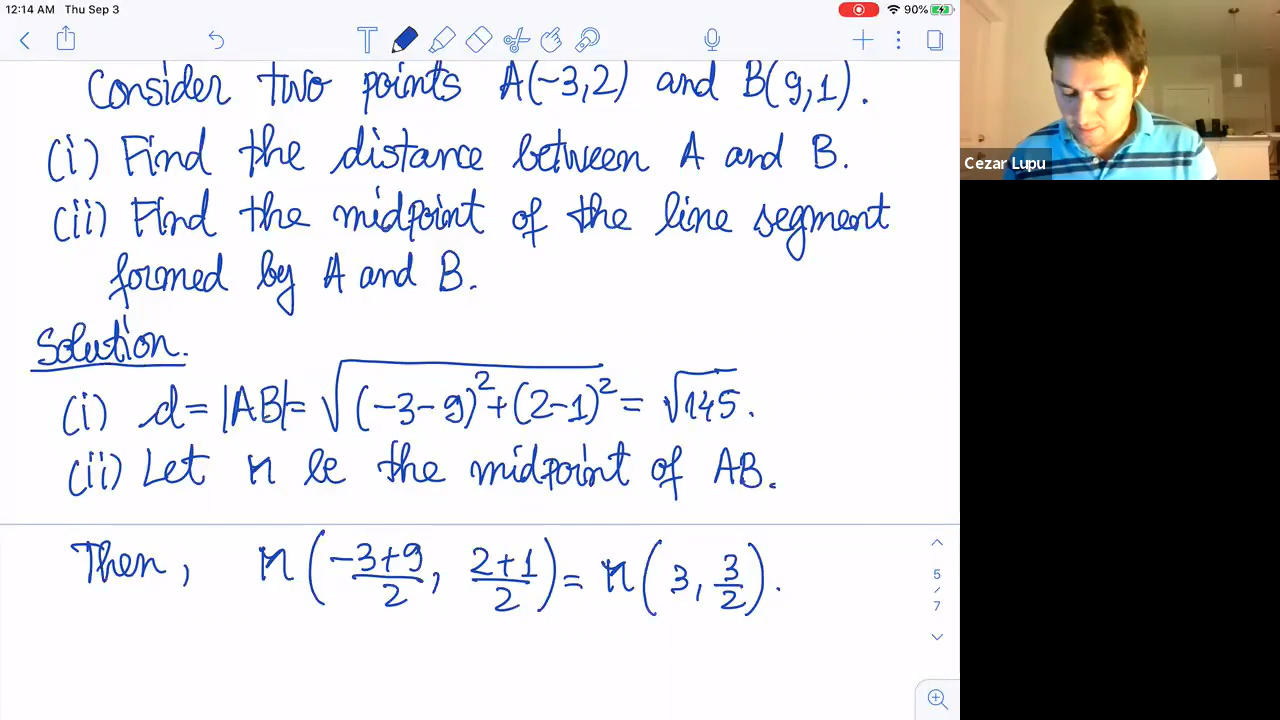 12:14 AM Thu Sep 3
90%
T
Consider two points A(-3,2) and B(9,1).
(i) Find the distance between A and B.
(ii) Find the midpoint of the line segment
formed by A and B.
Solution.
(i) d = |AB| = √((-3-9)² + (2-1)²) = √145.
(ii) Let M be the midpoint of AB.
Then, M((-3+9)/2, (2+1)/2) = M(3, 3/2).
5
/
7
Cezar Lupu